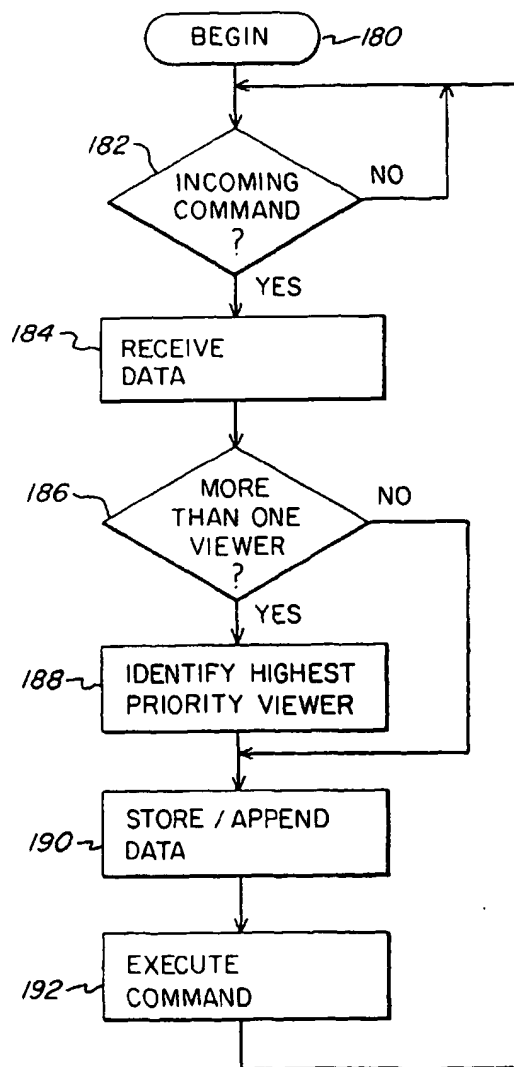 BEGIN
180
182
INCOMING
COMMAND
?
NO
YES
184
RECEIVE
DATA
186
MORE
THAN ONE
VIEWER
?
NO
YES
188
IDENTIFY HIGHEST
PRIORITY VIEWER
190
STORE / APPEND
DATA
192
EXECUTE
COMMAND